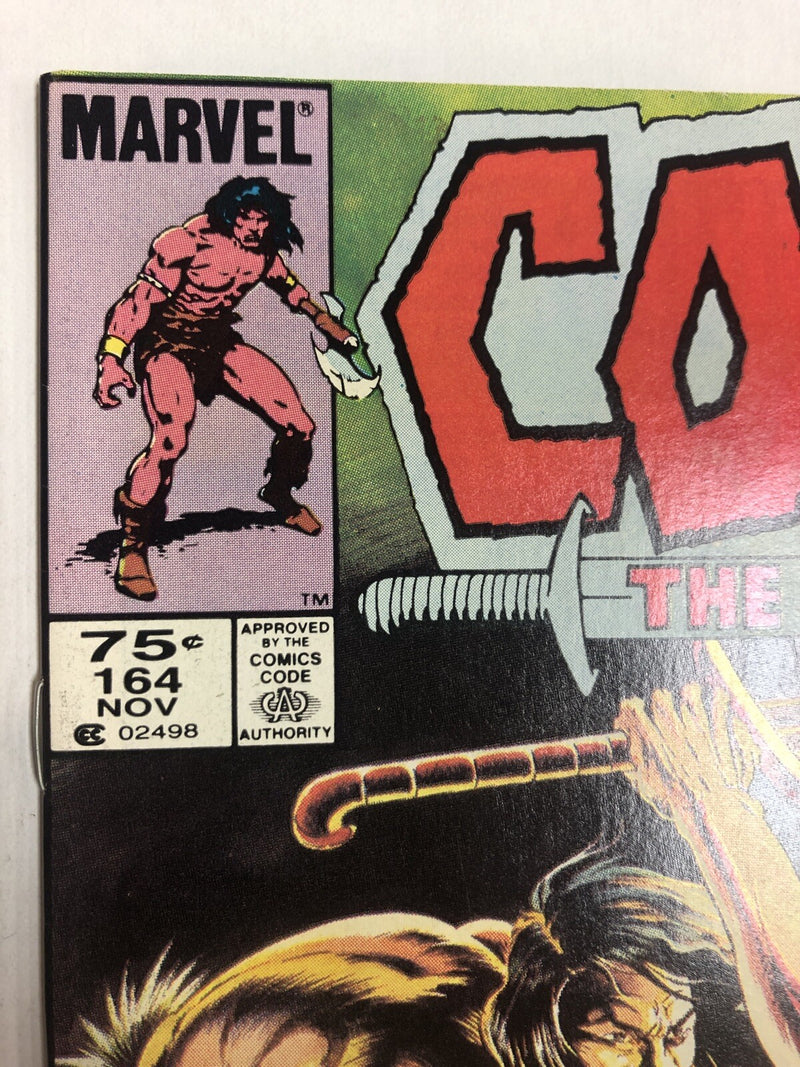 MARVEL®
TM
75¢
164
NOV
CC 02498
APPROVED
BY THE
COMICS
CODE
CA
AUTHORITY
THE